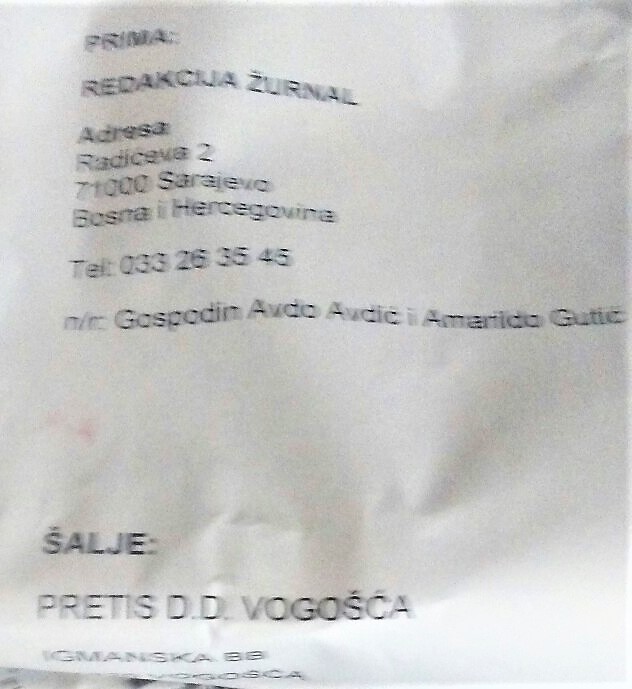 PRIMA:
REDAKCIJA ŽURNAL
Adresa
Radićeva 2
71000 Sarajevo
Bosna i Hercegovina
Tel: 033 26 35 45
n/r: Gospodin Avdo Avdić i Amarildo Gutić
ŠALJE:
PRETIS D.D. VOGOŠĆA
IGMANSKA BB
VOGOŠĆA